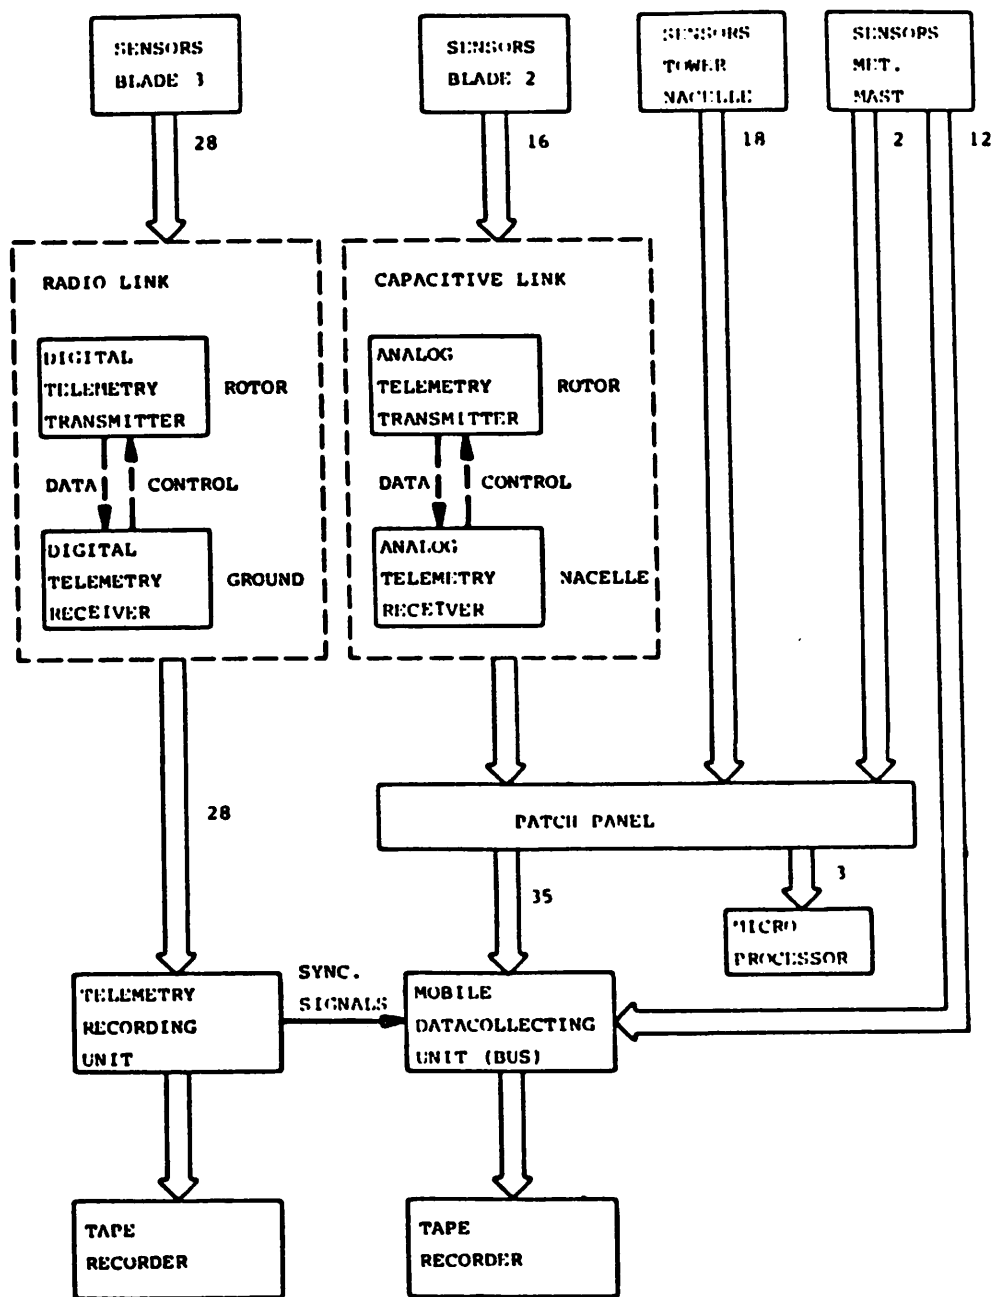 SENSORS
BLADE 3
SENSORS
BLADE 2
SENSORS
TOWER
NACELLE
SENSORS
MET.
MAST
28
16
18
2
12
RADIO LINK
DIGITAL
TELEMETRY
TRANSMITTER
ROTOR
DATA
CONTROL
DIGITAL
TELEMETRY
RECEIVER
GROUND
CAPACITIVE LINK
ANALOG
TELEMETRY
TRANSMITTER
ROTOR
DATA
CONTROL
ANALOG
TELEMETRY
RECEIVER
NACELLE
28
PATCH PANEL
35
3
MICRO
PROCESSOR
TELEMETRY
RECORDING
UNIT
SYNC.
SIGNALS
MOBILE
DATACOLLECTING
UNIT (BUS)
TAPE
RECORDER
TAPE
RECORDER